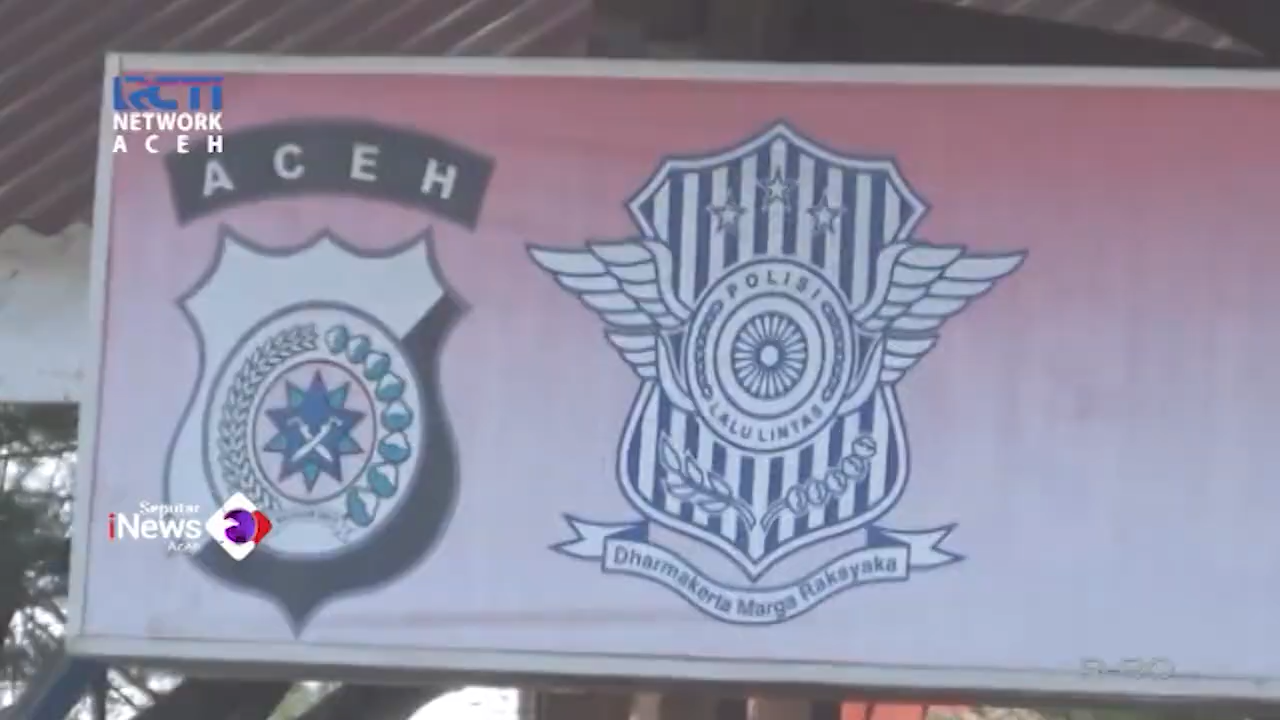 RCTI
NETWORK
ACEH
ACEH
POLISI
LALU LINTAS
Dharmakerta Marga Raksyaka
Seputar
iNews
Aceh